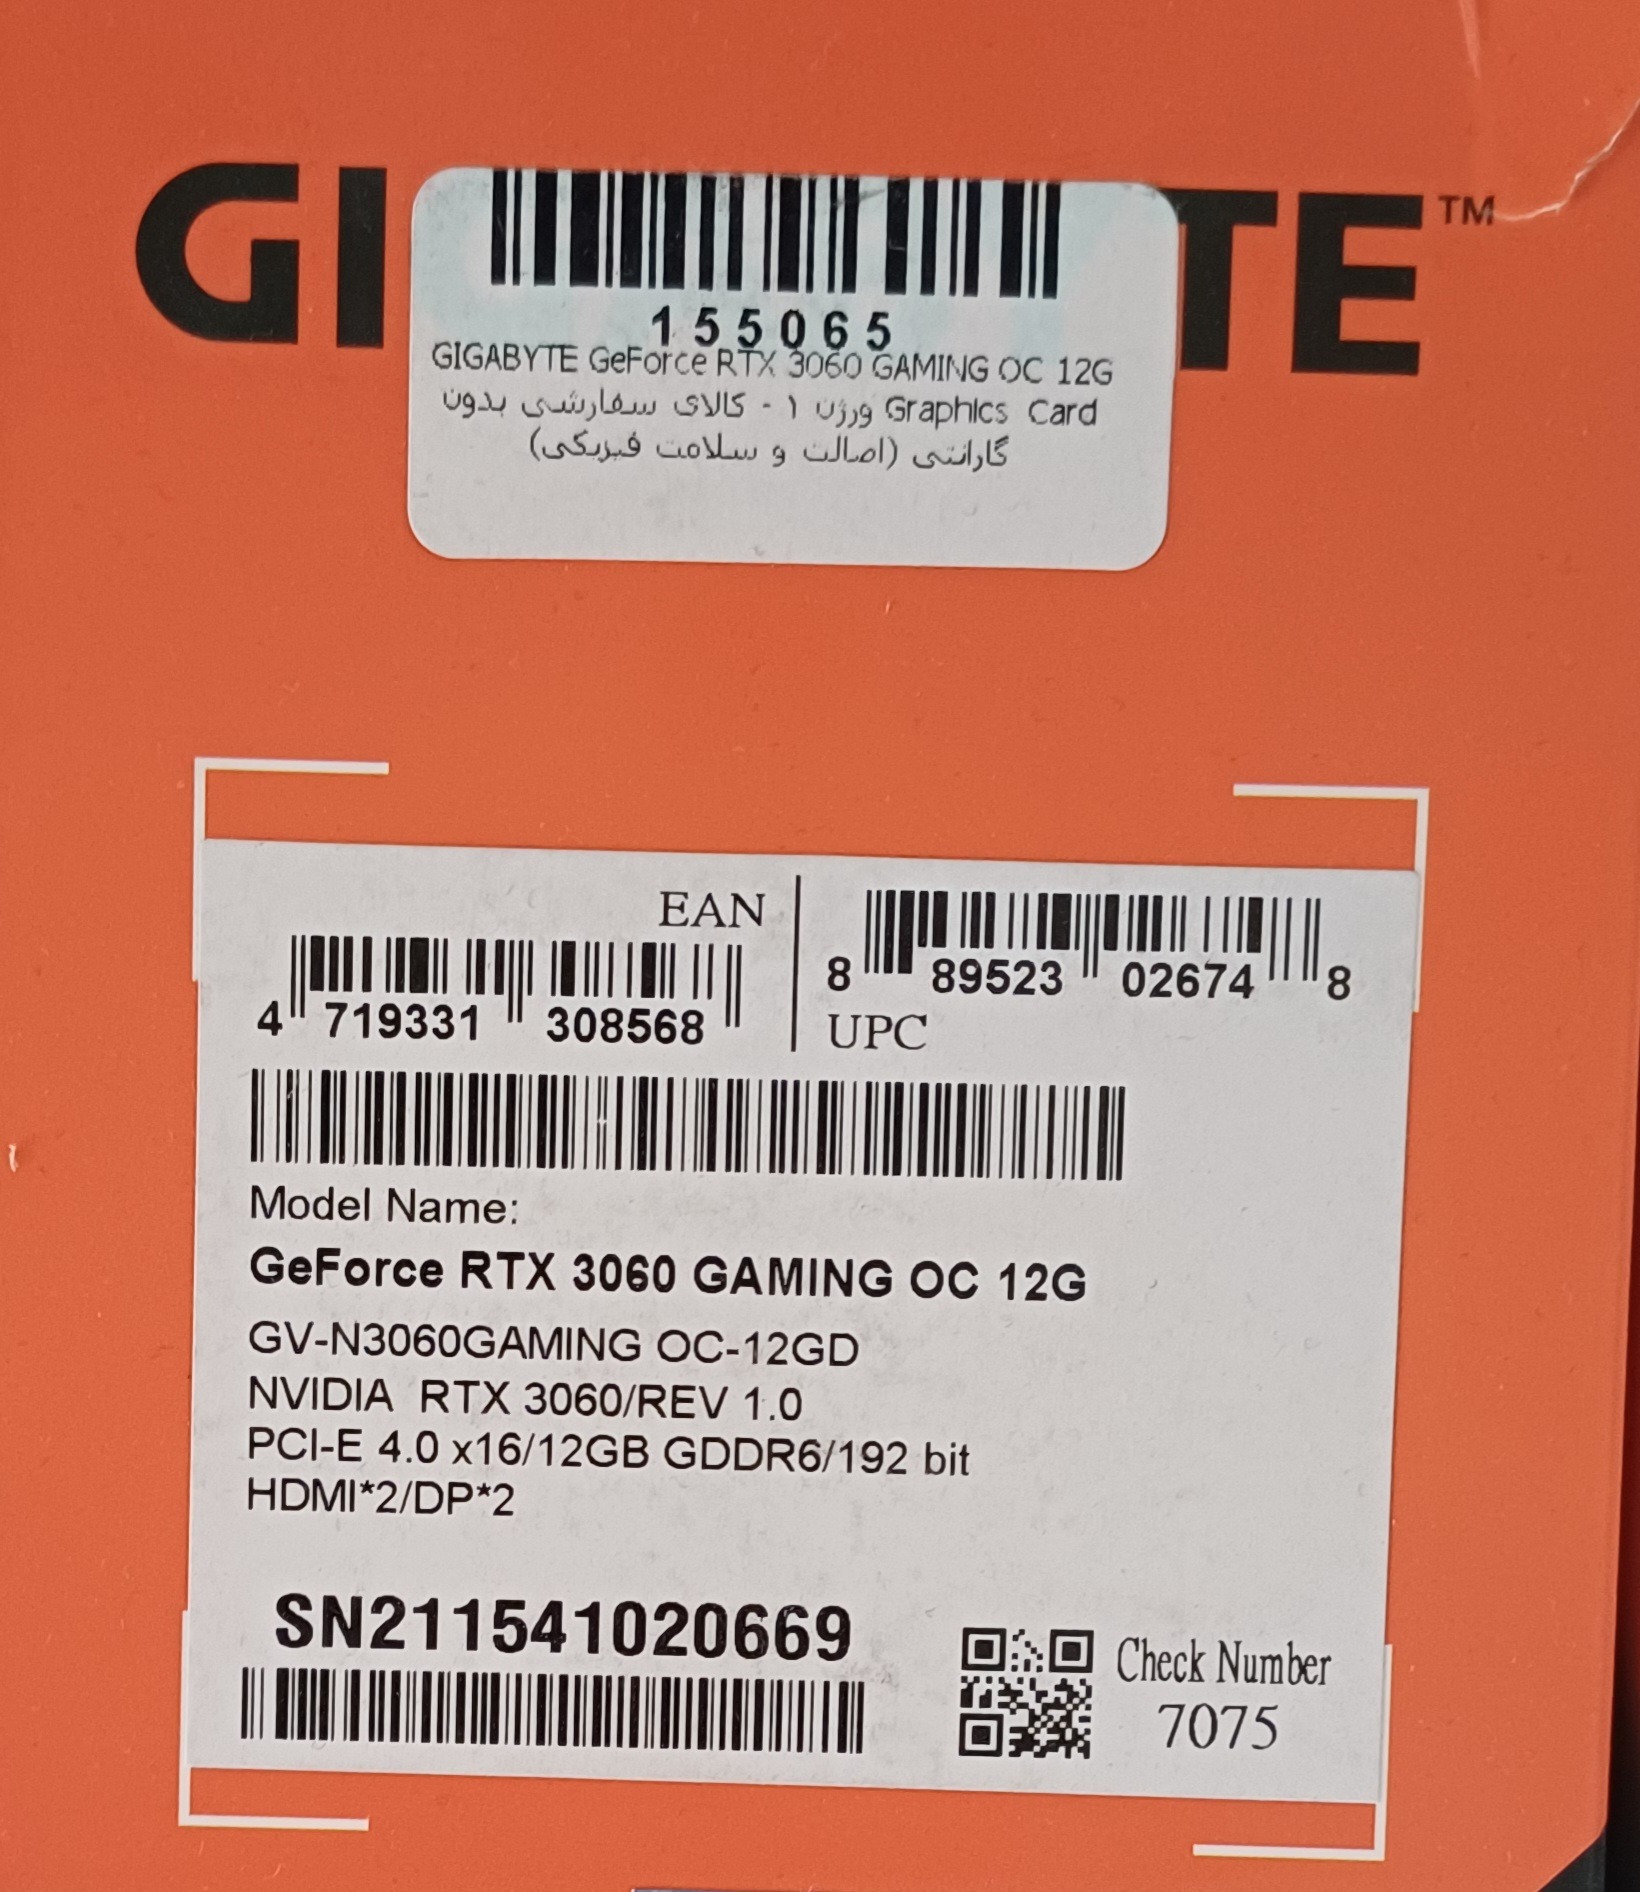 GI TE™
155065
GIGABYTE GeForce RTX 3060 GAMING OC 12G
Graphics Card ورژن ۱ - کالای سفارشی بدون
گارانتی (اصالت و سلامت فیزیکی)
EAN
4 719331 308568
8 89523 02674 8
UPC
Model Name:
GeForce RTX 3060 GAMING OC 12G
GV-N3060GAMING OC-12GD
NVIDIA RTX 3060/REV 1.0
PCI-E 4.0 x16/12GB GDDR6/192 bit
HDMI*2/DP*2
SN211541020669
Check Number
7075